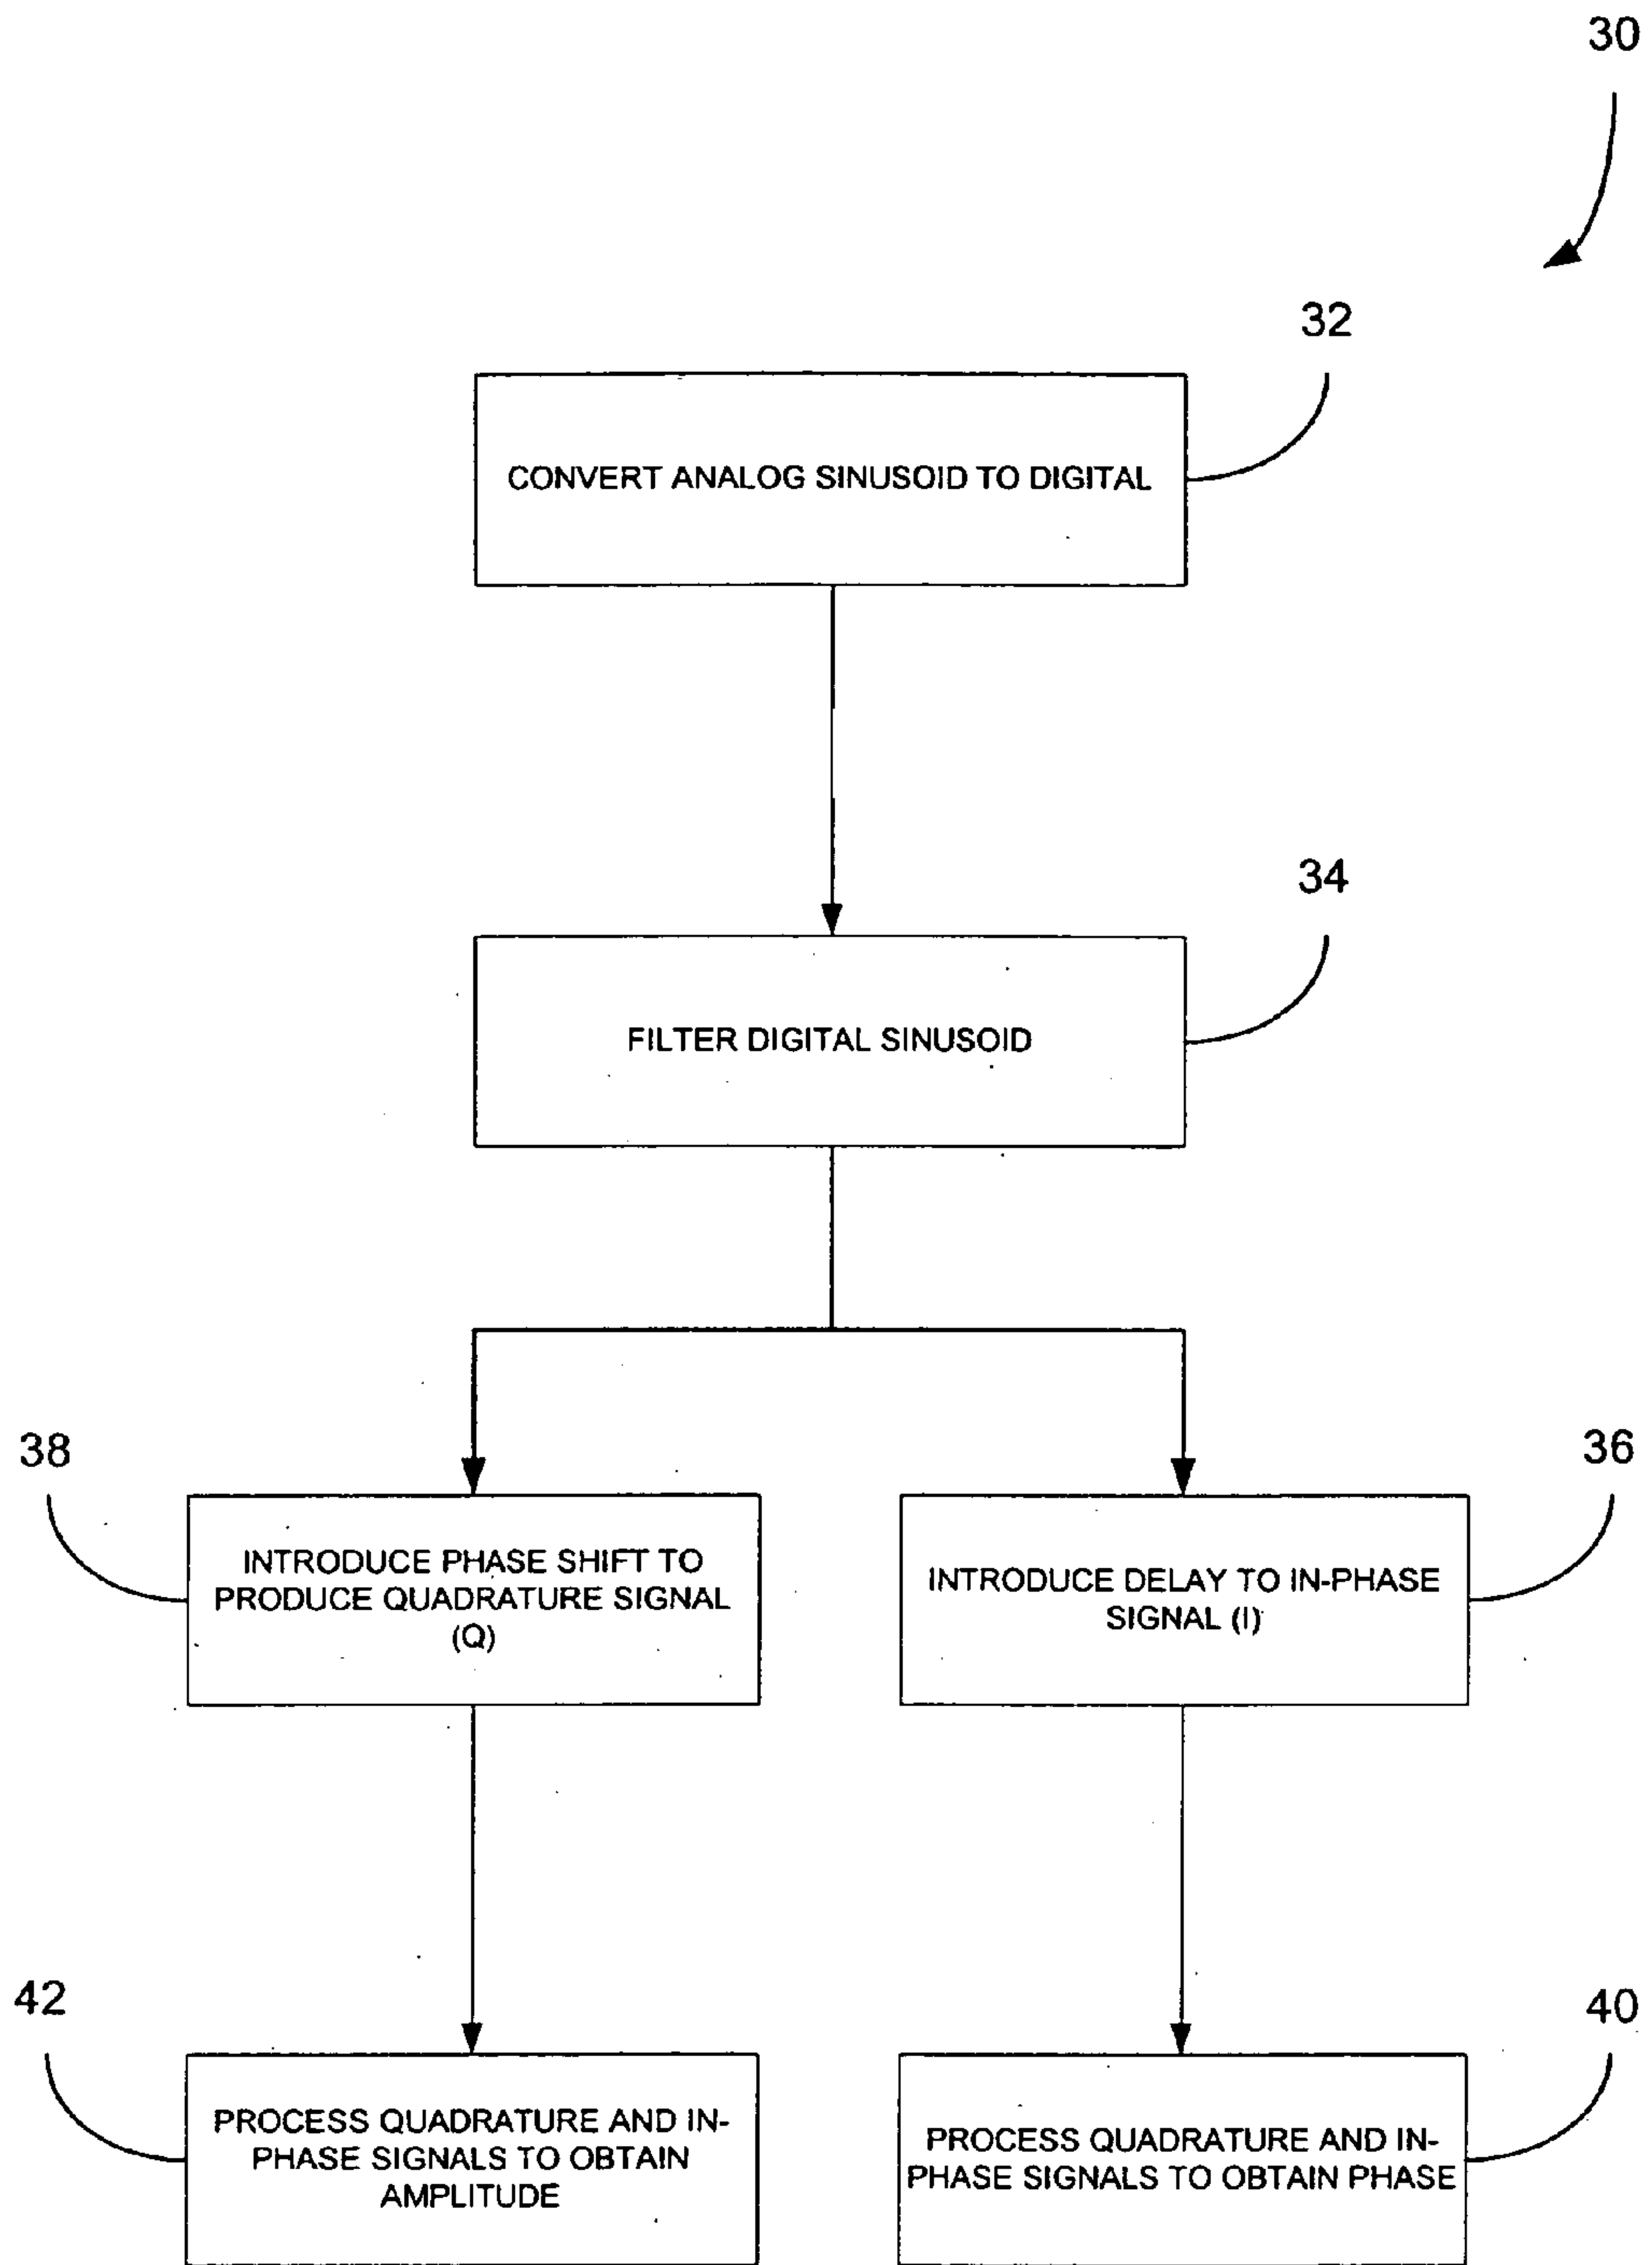 30
32
CONVERT ANALOG SINUSOID TO DIGITAL
34
FILTER DIGITAL SINUSOID
38
36
INTRODUCE PHASE SHIFT TO
PRODUCE QUADRATURE SIGNAL
(Q)
INTRODUCE DELAY TO IN-PHASE
SIGNAL (I)
42
40
PROCESS QUADRATURE AND IN-
PHASE SIGNALS TO OBTAIN
AMPLITUDE
PROCESS QUADRATURE AND IN-
PHASE SIGNALS TO OBTAIN PHASE